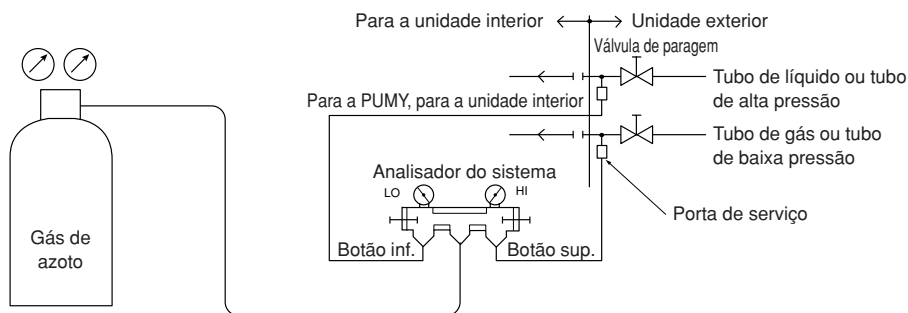 Para a unidade interior
Unidade exterior
Válvula de paragem
Tubo de líquido ou tubo
de alta pressão
Para a PUMY, para a unidade interior
Tubo de gás ou tubo
de baixa pressão
Analisador do sistema
LO
HI
Porta de serviço
Gás de
azoto
Botão inf.
Botão sup.